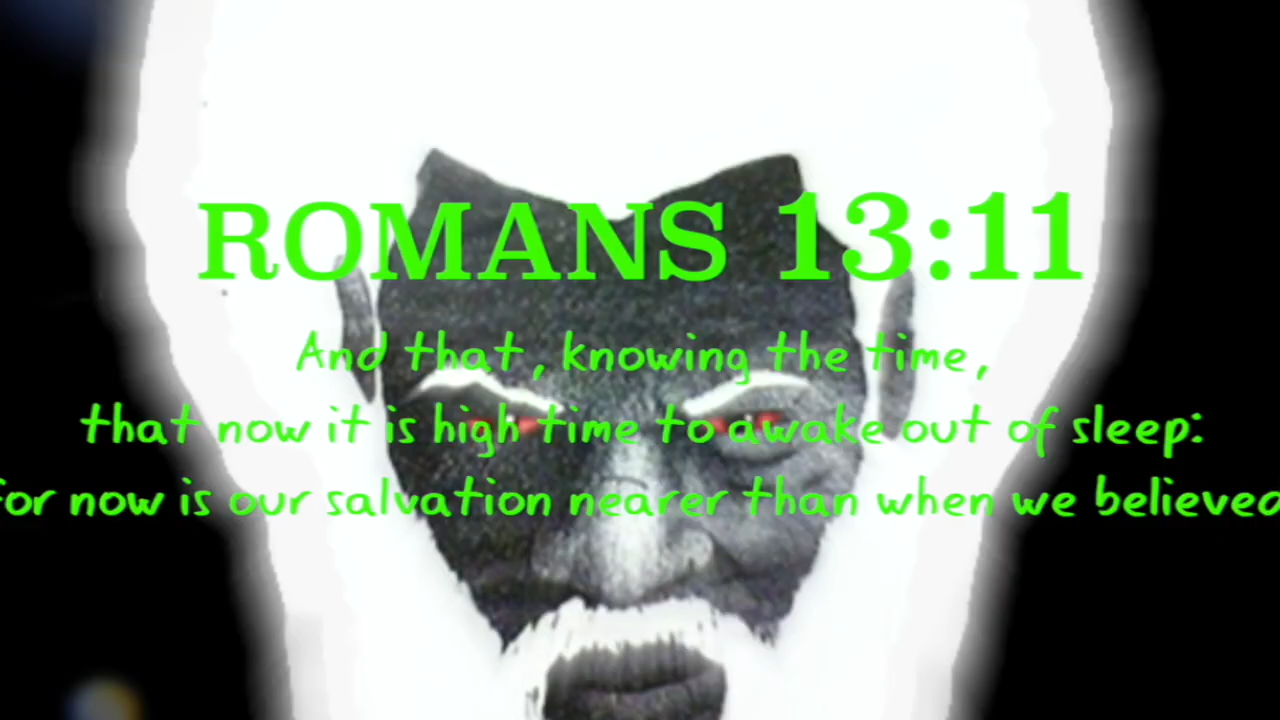 ROMANS 13:11
And that, knowing the time,
that now it is high time to awake out of sleep:
for now is our salvation nearer than when we believed